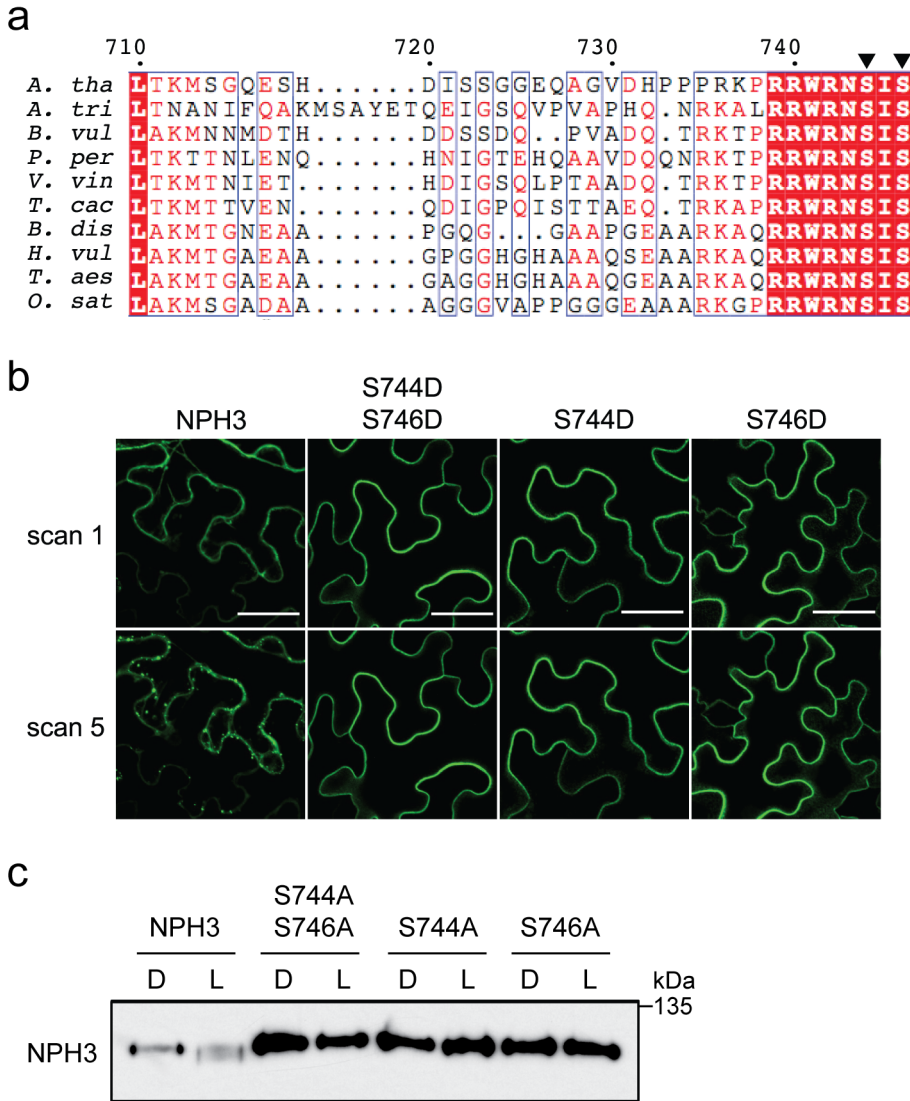 a
710 720 730 740
A. tha LTKMSGQESH......DISSGGEQAGVDHPPPRKPRRWRNSIS
A. tri LTNANIFQAKMSAYETQEIGSQVPVAPHQ.NRKALRRWRNSIS
B. vul LTKMNNMDTH......DDSSDQ..PVADQ.TRKTPRRWRNSIS
P. per LTKTTNLENQ......HNIGTEHQAAVDQQNRKTPRRWRNSIS
V. vin LTKMTNIET.......HDIGSQLPTAADQ.TRKTPRRWRNSIS
T. cac LTKMTTVEN.......QDIGPQISTTAEQ.TRKAPRRWRNSIS
B. dis LAKMTGNEAA......PGQG...GAAPGEAARKAQRRWRNSIS
H. vul LAKMTGAEAA......GPGGHGHAAAQSEAARKAQRRWRNSIS
T. aes LAKMTGAEAA......GAGGHGHAAAQGEAARKAQRRWRNSIS
O. sat LAKMSGADAA......AGGGVAPPGGGEAAARKGPRRWRNSIS
b
S744D
NPH3 S746D S744D S746D
scan 1
scan 5
c
S744A
NPH3 S746A S744A S746A
D L D L D L D L kDa
135
NPH3